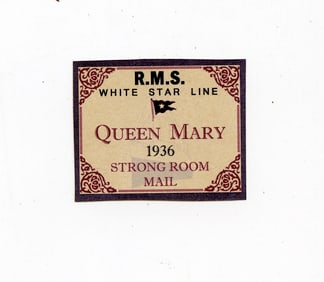 R.M.S.
WHITE STAR LINE
QUEEN MARY
1936
STRONG ROOM
MAIL